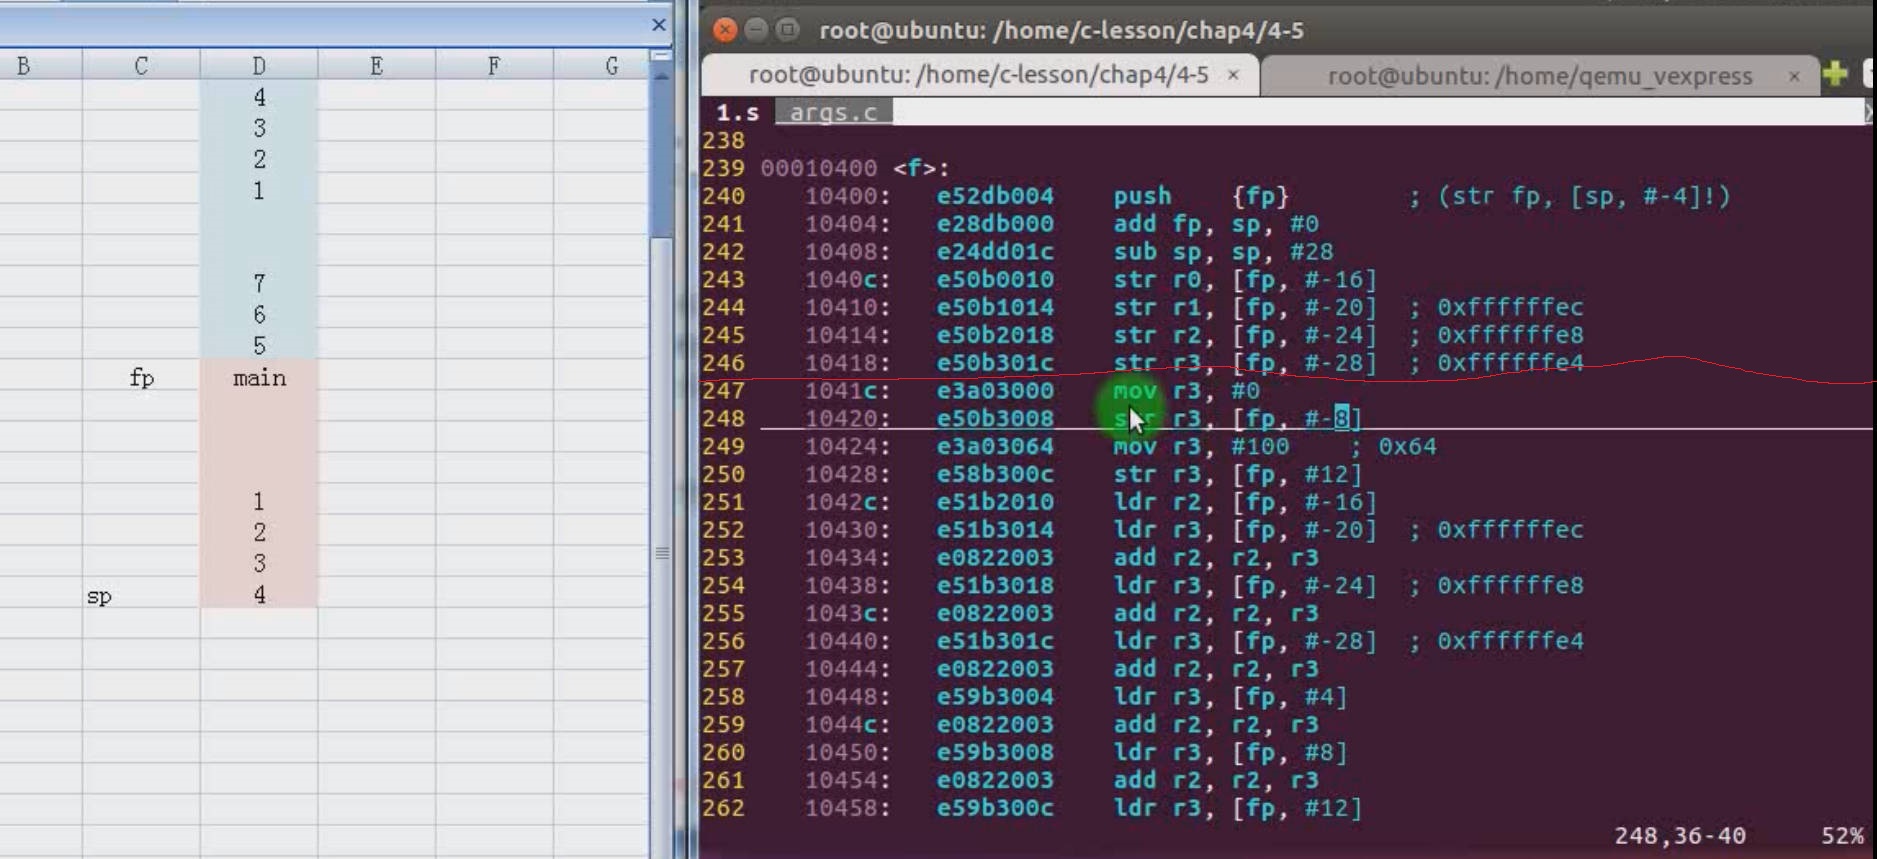 B C D E F G
4
3
2
1
7
6
5
fp main
1
2
3
sp 4
root@ubuntu: /home/c-lesson/chap4/4-5
root@ubuntu: /home/c-lesson/chap4/4-5 × root@ubuntu: /home/qemu_vexpress ×
1.s args.c
238
239 00010400 <f>:
240 10400: e52db004 push {fp} ; (str fp, [sp, #-4]!)
241 10404: e28db000 add fp, sp, #0
242 10408: e24dd01c sub sp, sp, #28
243 1040c: e50b0010 str r0, [fp, #-16]
244 10410: e50b1014 str r1, [fp, #-20] ; 0xffffffec
245 10414: e50b2018 str r2, [fp, #-24] ; 0xffffffe8
246 10418: e50b301c str r3, [fp, #-28] ; 0xffffffe4
247 1041c: e3a03000 mov r3, #0
248 10420: e50b3008 str r3, [fp, #-8]
249 10424: e3a03064 mov r3, #100 ; 0x64
250 10428: e58b300c str r3, [fp, #12]
251 1042c: e51b2010 ldr r2, [fp, #-16]
252 10430: e51b3014 ldr r3, [fp, #-20] ; 0xffffffec
253 10434: e0822003 add r2, r2, r3
254 10438: e51b3018 ldr r3, [fp, #-24] ; 0xffffffe8
255 1043c: e0822003 add r2, r2, r3
256 10440: e51b301c ldr r3, [fp, #-28] ; 0xffffffe4
257 10444: e0822003 add r2, r2, r3
258 10448: e59b3004 ldr r3, [fp, #4]
259 1044c: e0822003 add r2, r2, r3
260 10450: e59b3008 ldr r3, [fp, #8]
261 10454: e0822003 add r2, r2, r3
262 10458: e59b300c ldr r3, [fp, #12]
248,36-40 52%